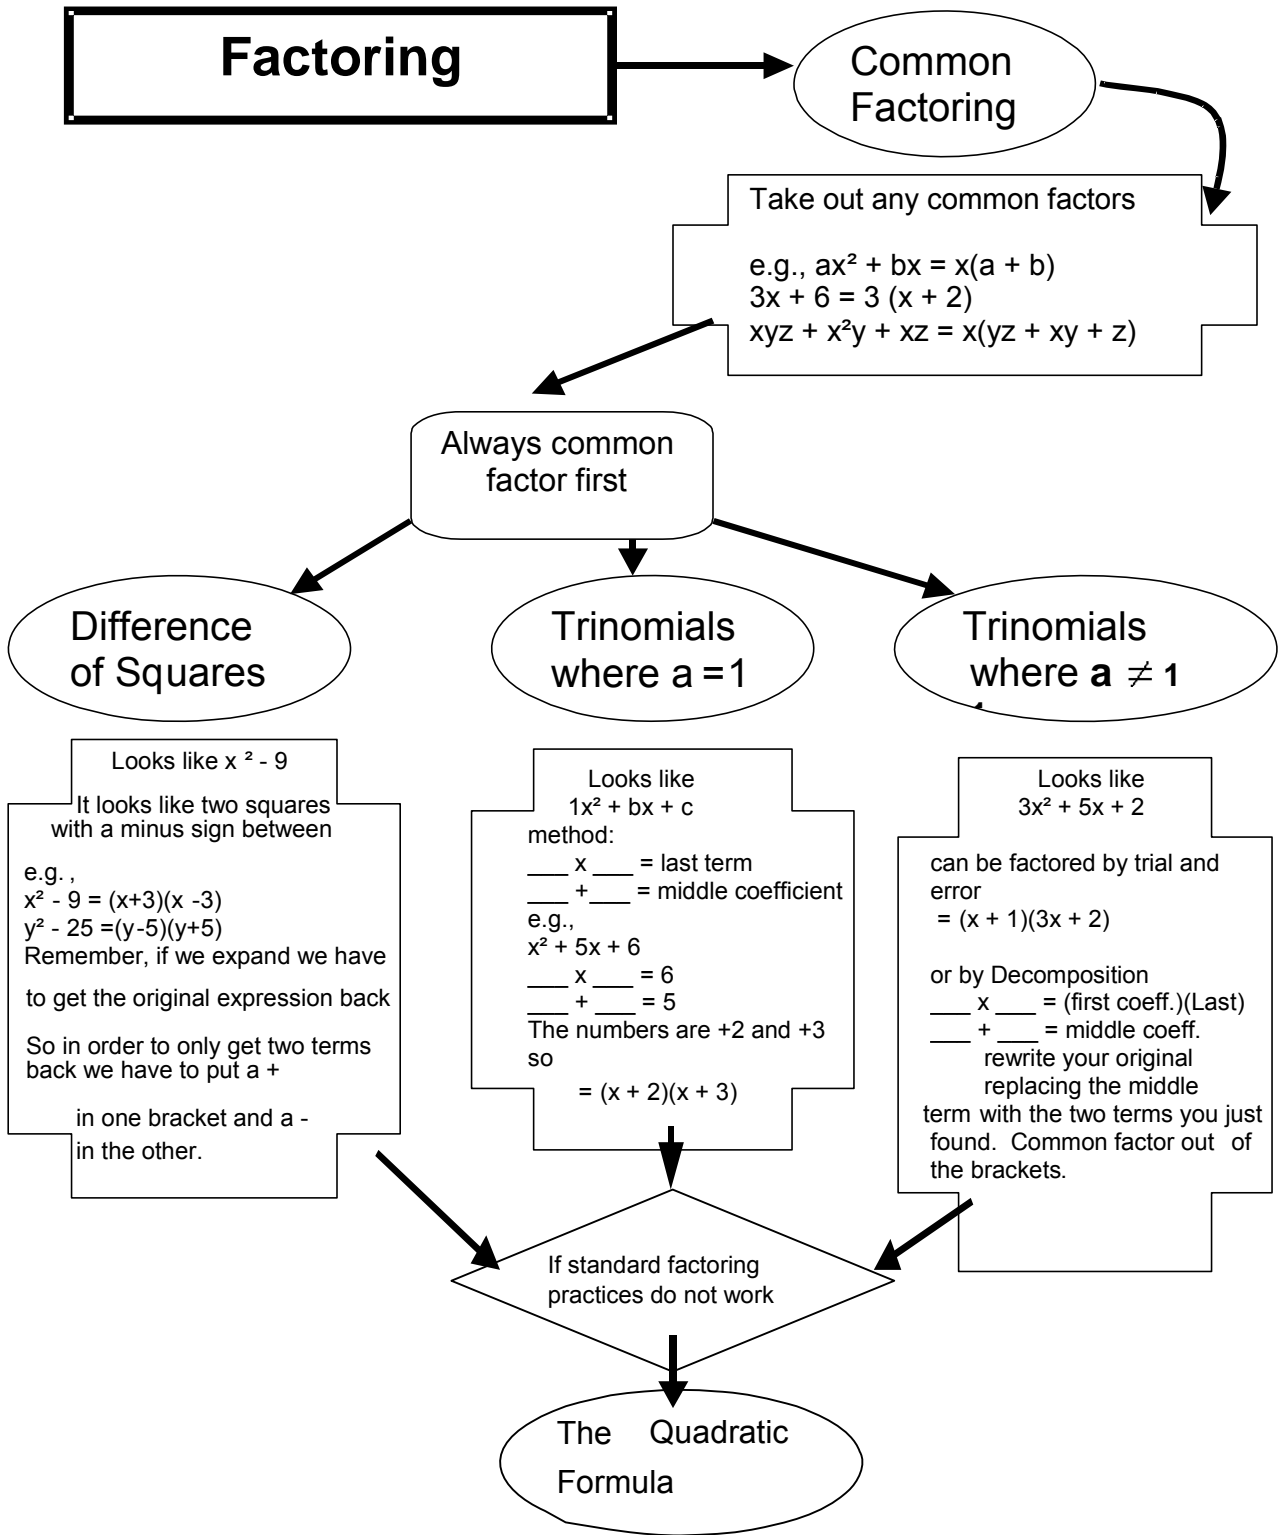 Factoring
Common
Factoring
Take out any common factors
e.g., ax² + bx = x(a + b)
3x + 6 = 3 (x + 2)
xyz + x²y + xz = x(yz + xy + z)
Always common
factor first
Difference
of Squares
Trinomials
where a =1
Trinomials
where a ≠ 1
Looks like x ² - 9
It looks like two squares
with a minus sign between
e.g. ,
x² - 9 = (x+3)(x -3)
y² - 25 =(y-5)(y+5)
Remember, if we expand we have
to get the original expression back
So in order to only get two terms
back we have to put a +
in one bracket and a -
in the other.
Looks like
1x² + bx + c
method:
___ x ___ = last term
___ +___ = middle coefficient
e.g.,
x² + 5x + 6
___ x ___ = 6
___ + ___ = 5
The numbers are +2 and +3
so
= (x + 2)(x + 3)
Looks like
3x² + 5x + 2
can be factored by trial and
error
= (x + 1)(3x + 2)
or by Decomposition
___ x ___ = (first coeff.)(Last)
___ + ___ = middle coeff.
rewrite your original
replacing the middle
term with the two terms you just
found. Common factor out of
the brackets.
If standard factoring
practices do not work
The Quadratic
Formula